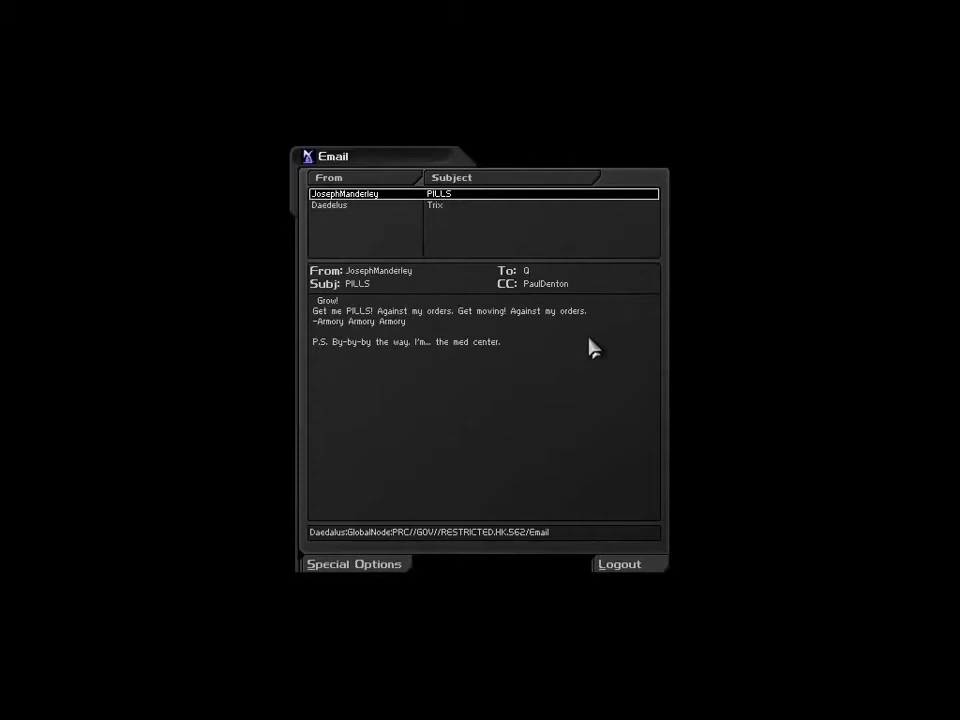 Email
From Subject
JosephManderley PILLS
Daedelus Trix
From: JosephManderley To: Q
Subj: PILLS CC: PaulDenton
Grow!
Get me PILLS! Against my orders. Get moving! Against my orders.
-Armory Armory Armory
P.S. By-by-by the way, I'm... the med center.
Daedalus:GlobalNode:PRC//GOV//RESTRICTED.HK.562/Email
Special Options Logout